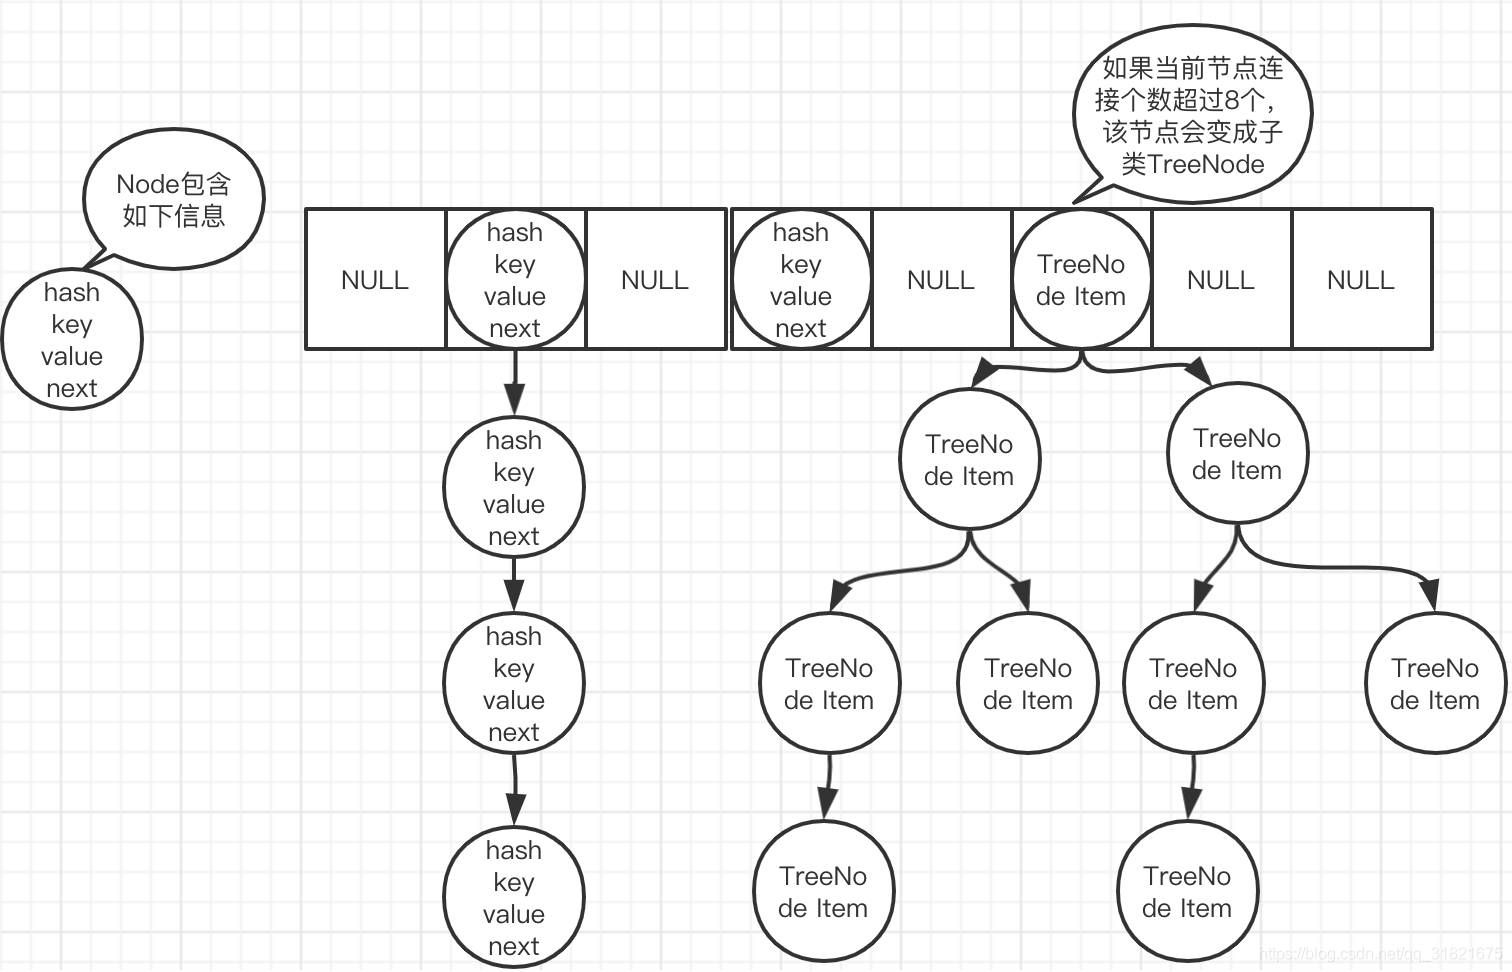 如果当前节点连
接个数超过8个，
该节点会变成子
类TreeNode
Node包含
如下信息
hash
key
value
next
NULL
hash
key
value
next
NULL
hash
key
value
next
NULL
TreeNo
de Item
NULL
NULL
hash
key
value
next
TreeNo
de Item
TreeNo
de Item
hash
key
value
next
TreeNo
de Item
TreeNo
de Item
TreeNo
de Item
TreeNo
de Item
hash
key
value
next
TreeNo
de Item
TreeNo
de Item
https://blog.csdn.net/qq_31821675